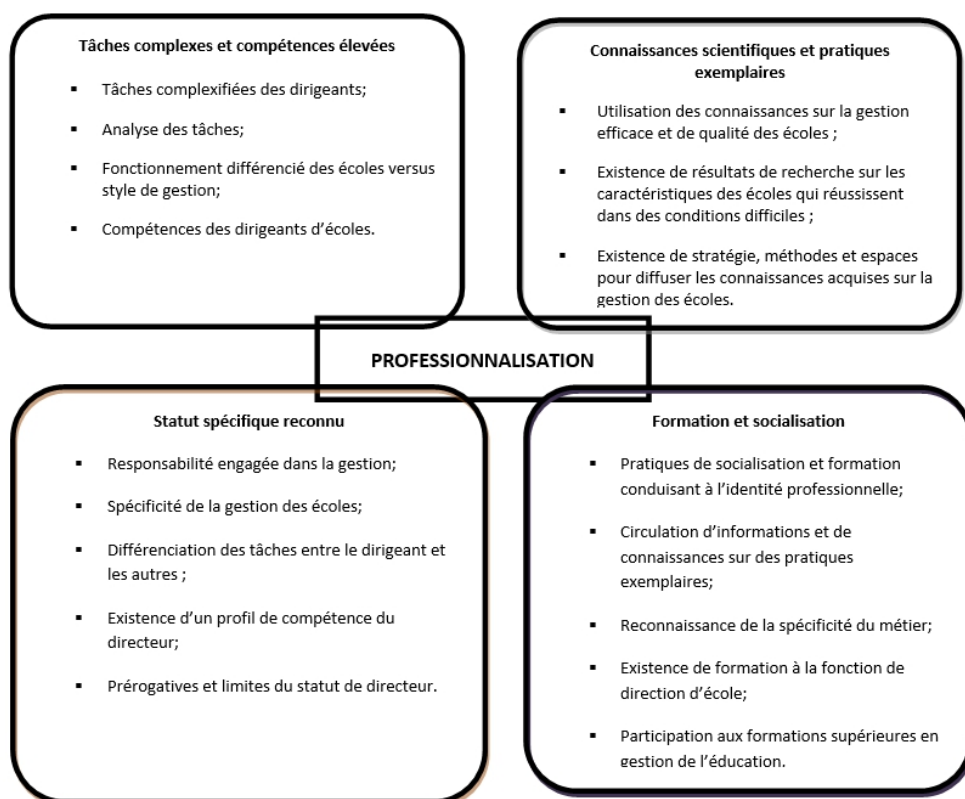 Tâches complexes et compétences élevées
▪ Tâches complexifiées des dirigeants;
▪ Analyse des tâches;
▪ Fonctionnement différencié des écoles versus
style de gestion;
▪ Compétences des dirigeants d'écoles.
Connaissances scientifiques et pratiques
exemplaires
▪ Utilisation des connaissances sur la gestion
efficace et de qualité des écoles ;
▪ Existence de résultats de recherche sur les
caractéristiques des écoles qui réussissent
dans des conditions difficiles ;
▪ Existence de stratégie, méthodes et espaces
pour diffuser les connaissances acquises sur la
gestion des écoles.
PROFESSIONNALISATION
Statut spécifique reconnu
▪ Responsabilité engagée dans la gestion;
▪ Spécificité de la gestion des écoles;
▪ Différenciation des tâches entre le dirigeant et
les autres ;
▪ Existence d'un profil de compétence du
directeur;
▪ Prérogatives et limites du statut de directeur.
Formation et socialisation
▪ Pratiques de socialisation et formation
conduisant à l'identité professionnelle;
▪ Circulation d'informations et de
connaissances sur des pratiques
exemplaires;
▪ Reconnaissance de la spécificité du métier;
▪ Existence de formation à la fonction de
direction d'école;
▪ Participation aux formations supérieures en
gestion de l'éducation.